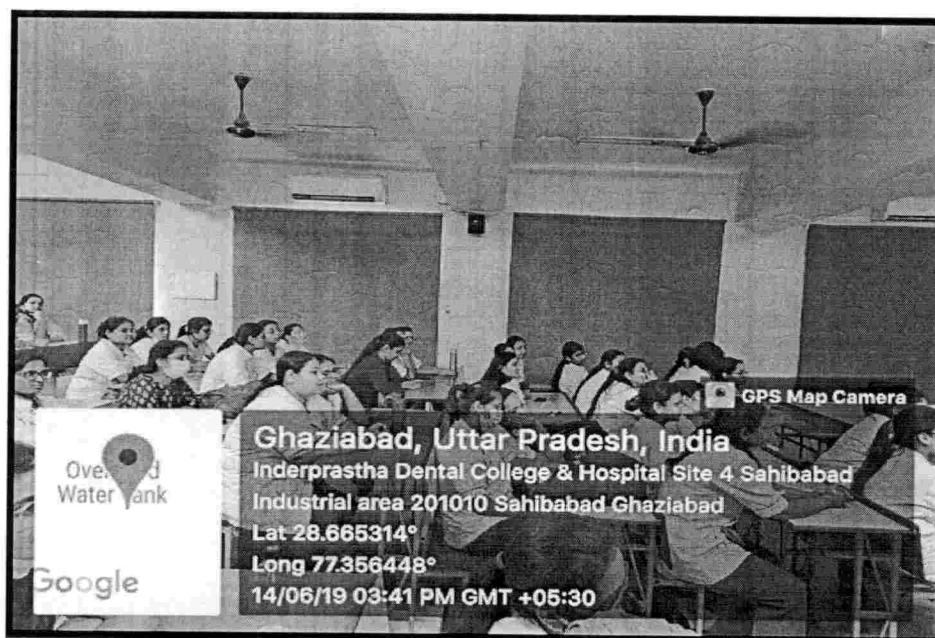 GPS Map Camera
Ghaziabad, Uttar Pradesh, India
Inderprastha Dental College & Hospital Site 4 Sahibabad
Industrial area 201010 Sahibabad Ghaziabad
Lat 28.665314°
Long 77.356448°
14/06/19 03:41 PM GMT +05:30
Water
Google